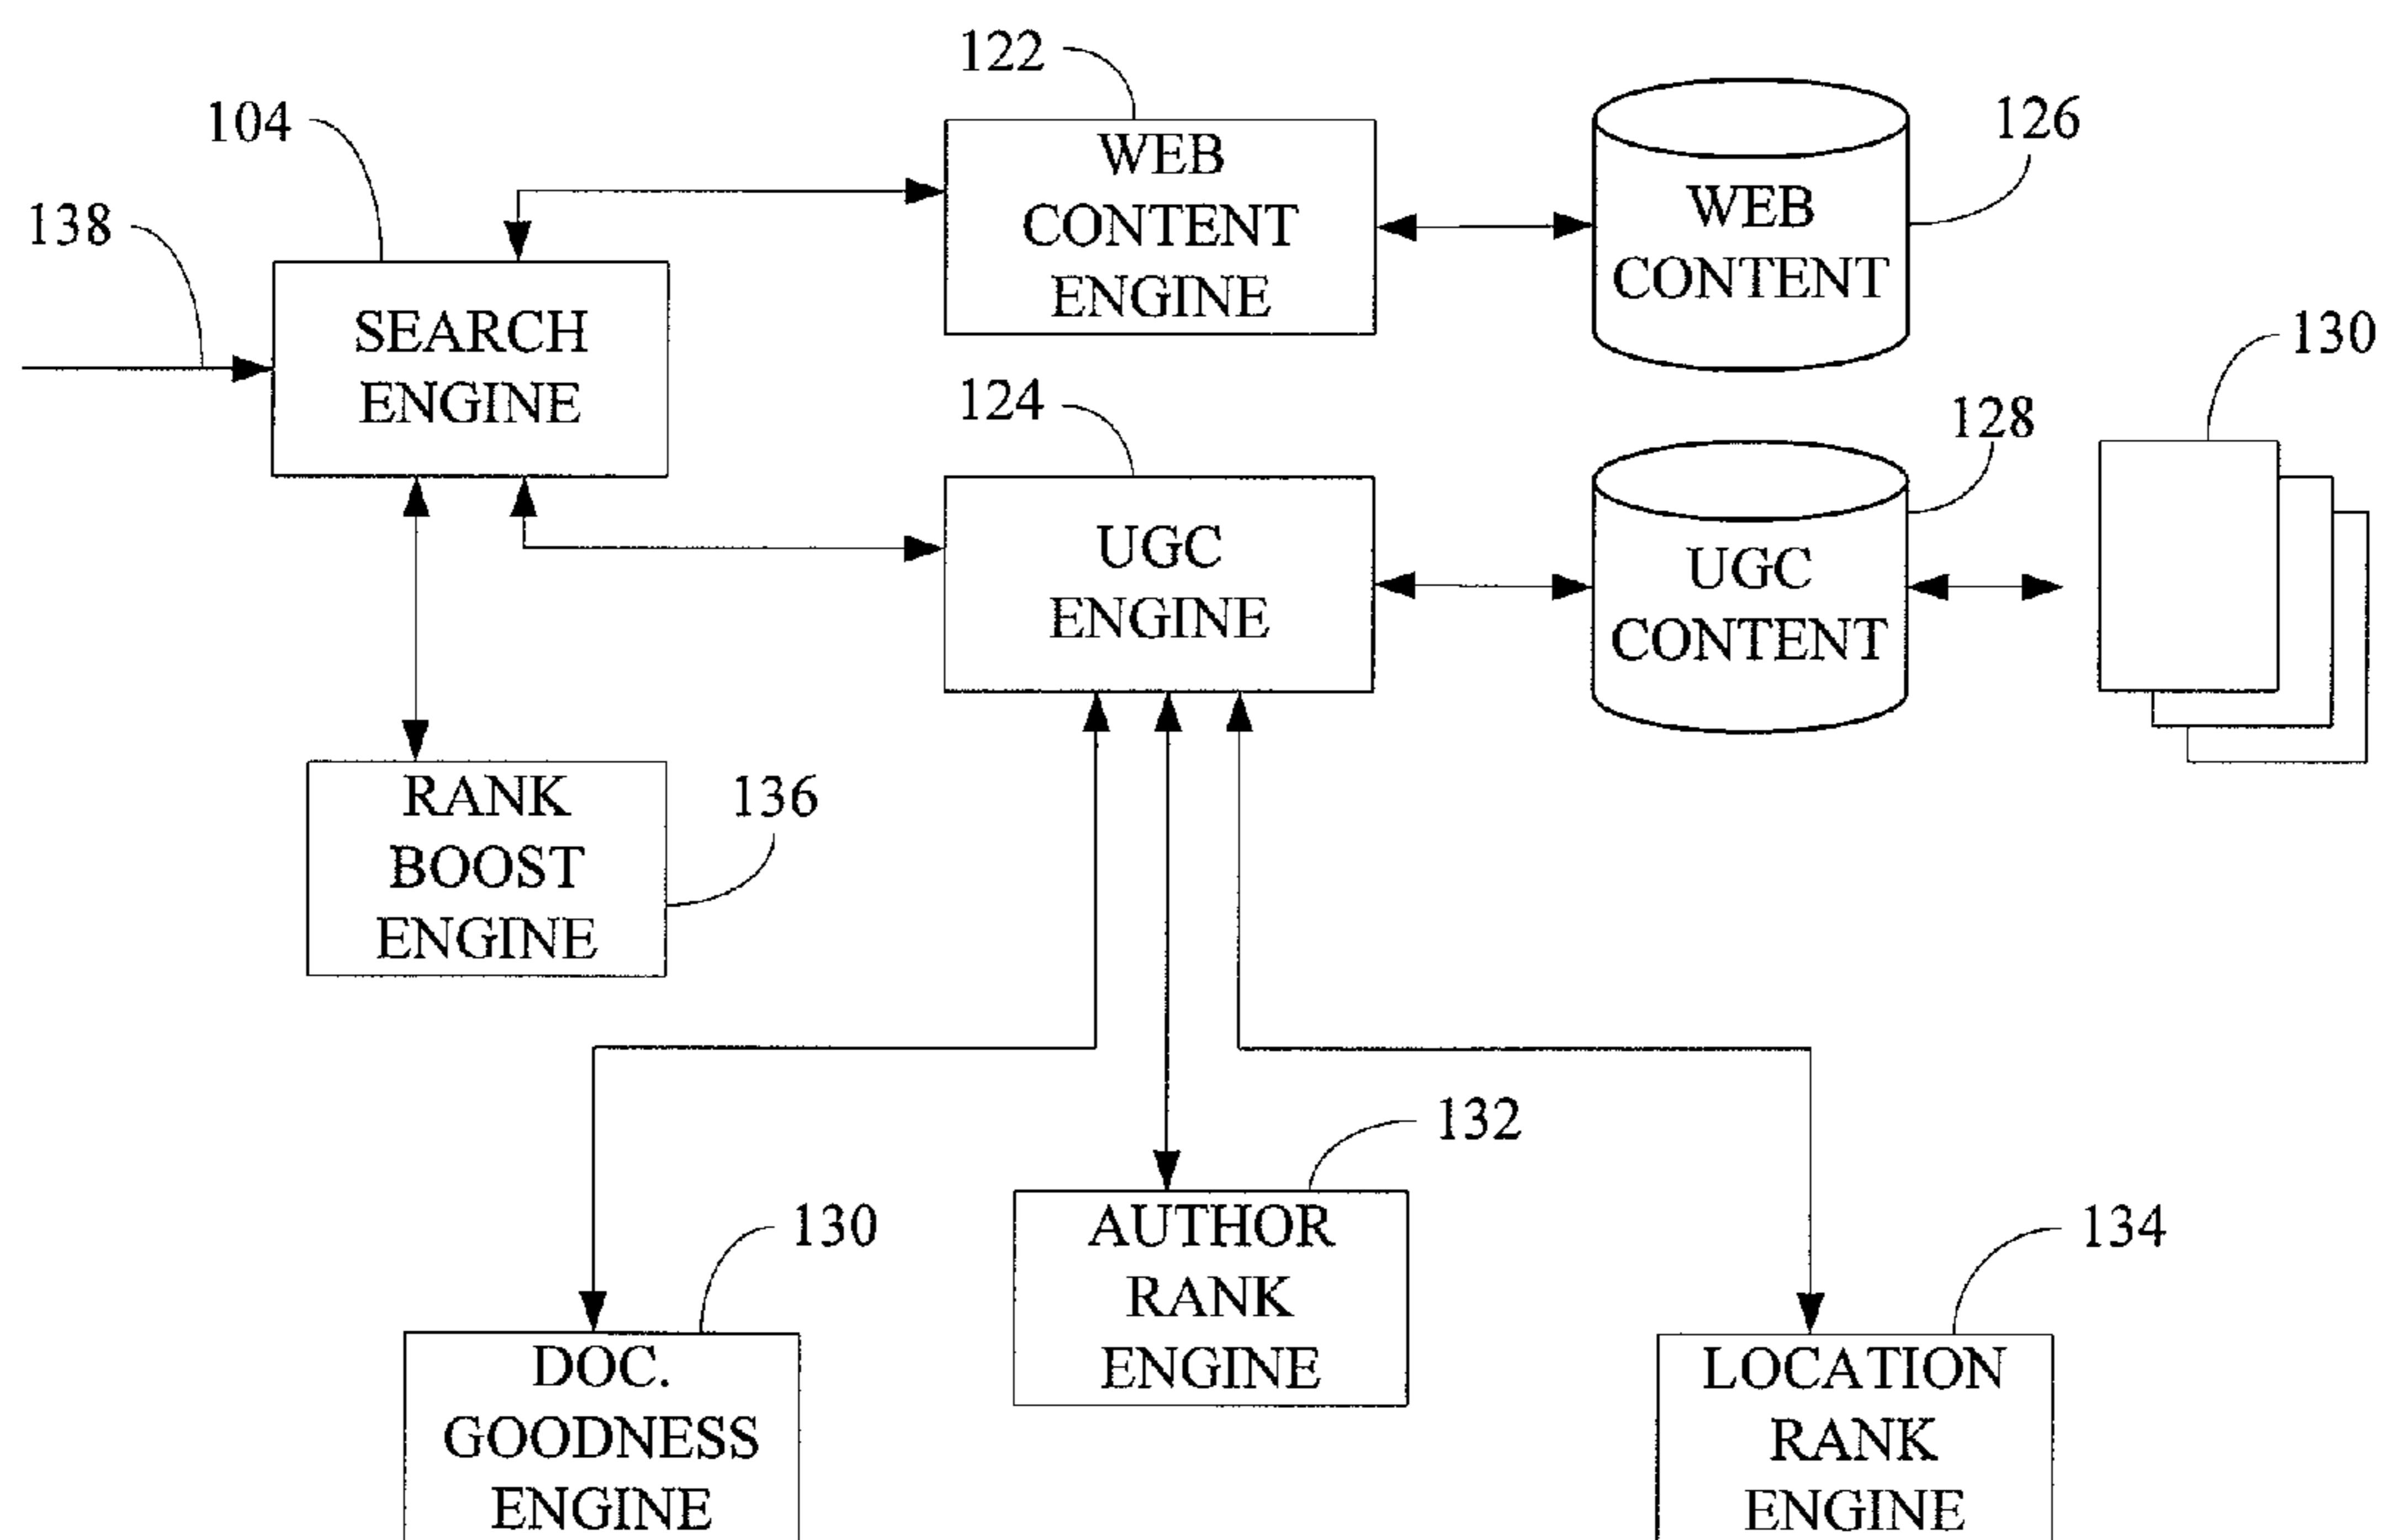 122
104
126
138
WEB
CONTENT
ENGINE
WEB
CONTENT
SEARCH
ENGINE
130
124
128
UGC
ENGINE
UGC
CONTENT
RANK
BOOST
ENGINE
136
132
130
134
AUTHOR
RANK
ENGINE
DOC.
GOODNESS
ENGINE
LOCATION
RANK
ENGINE